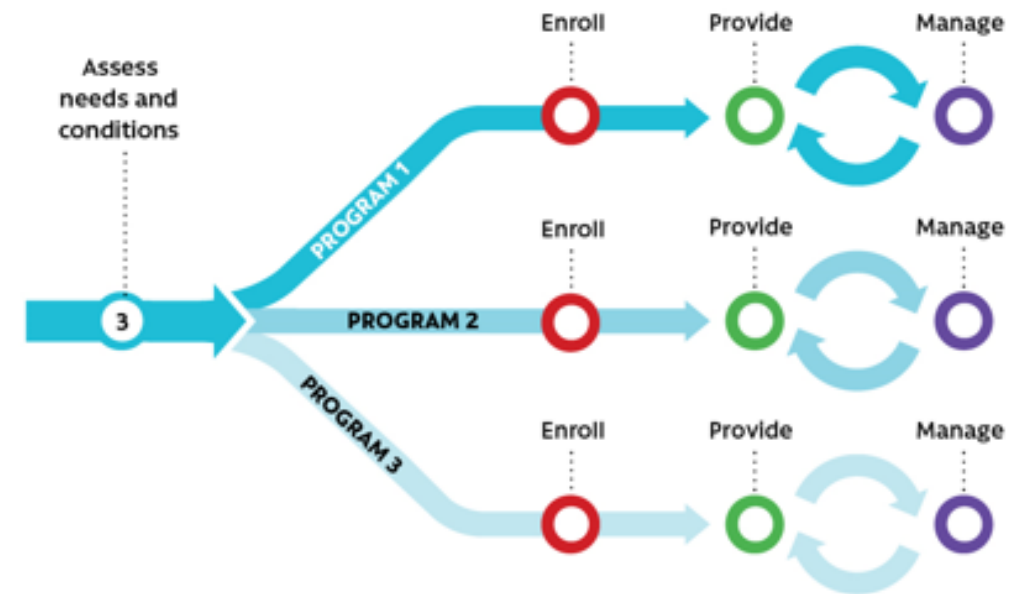 Assess
needs and
conditions
3
Enroll
Provide
Manage
PROGRAM 1
Enroll
Provide
Manage
PROGRAM 2
Enroll
Provide
Manage
PROGRAM 3